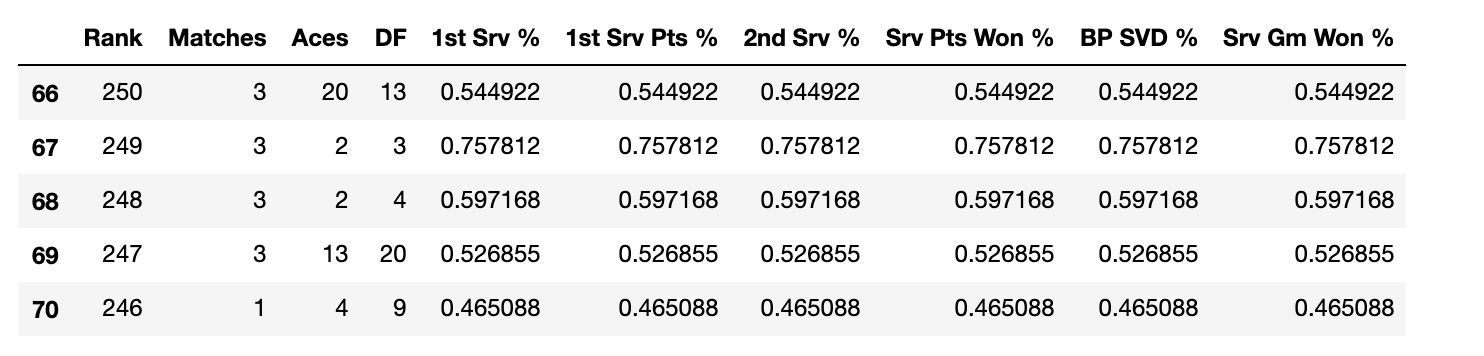 Rank Matches Aces DF 1st Srv % 1st Srv Pts % 2nd Srv % Srv Pts Won % BP SVD % Srv Gm Won %
66 250 3 20 13 0.544922 0.544922 0.544922 0.544922 0.544922 0.544922
67 249 3 2 3 0.757812 0.757812 0.757812 0.757812 0.757812 0.757812
68 248 3 2 4 0.597168 0.597168 0.597168 0.597168 0.597168 0.597168
69 247 3 13 20 0.526855 0.526855 0.526855 0.526855 0.526855 0.526855
70 246 1 4 9 0.465088 0.465088 0.465088 0.465088 0.465088 0.465088